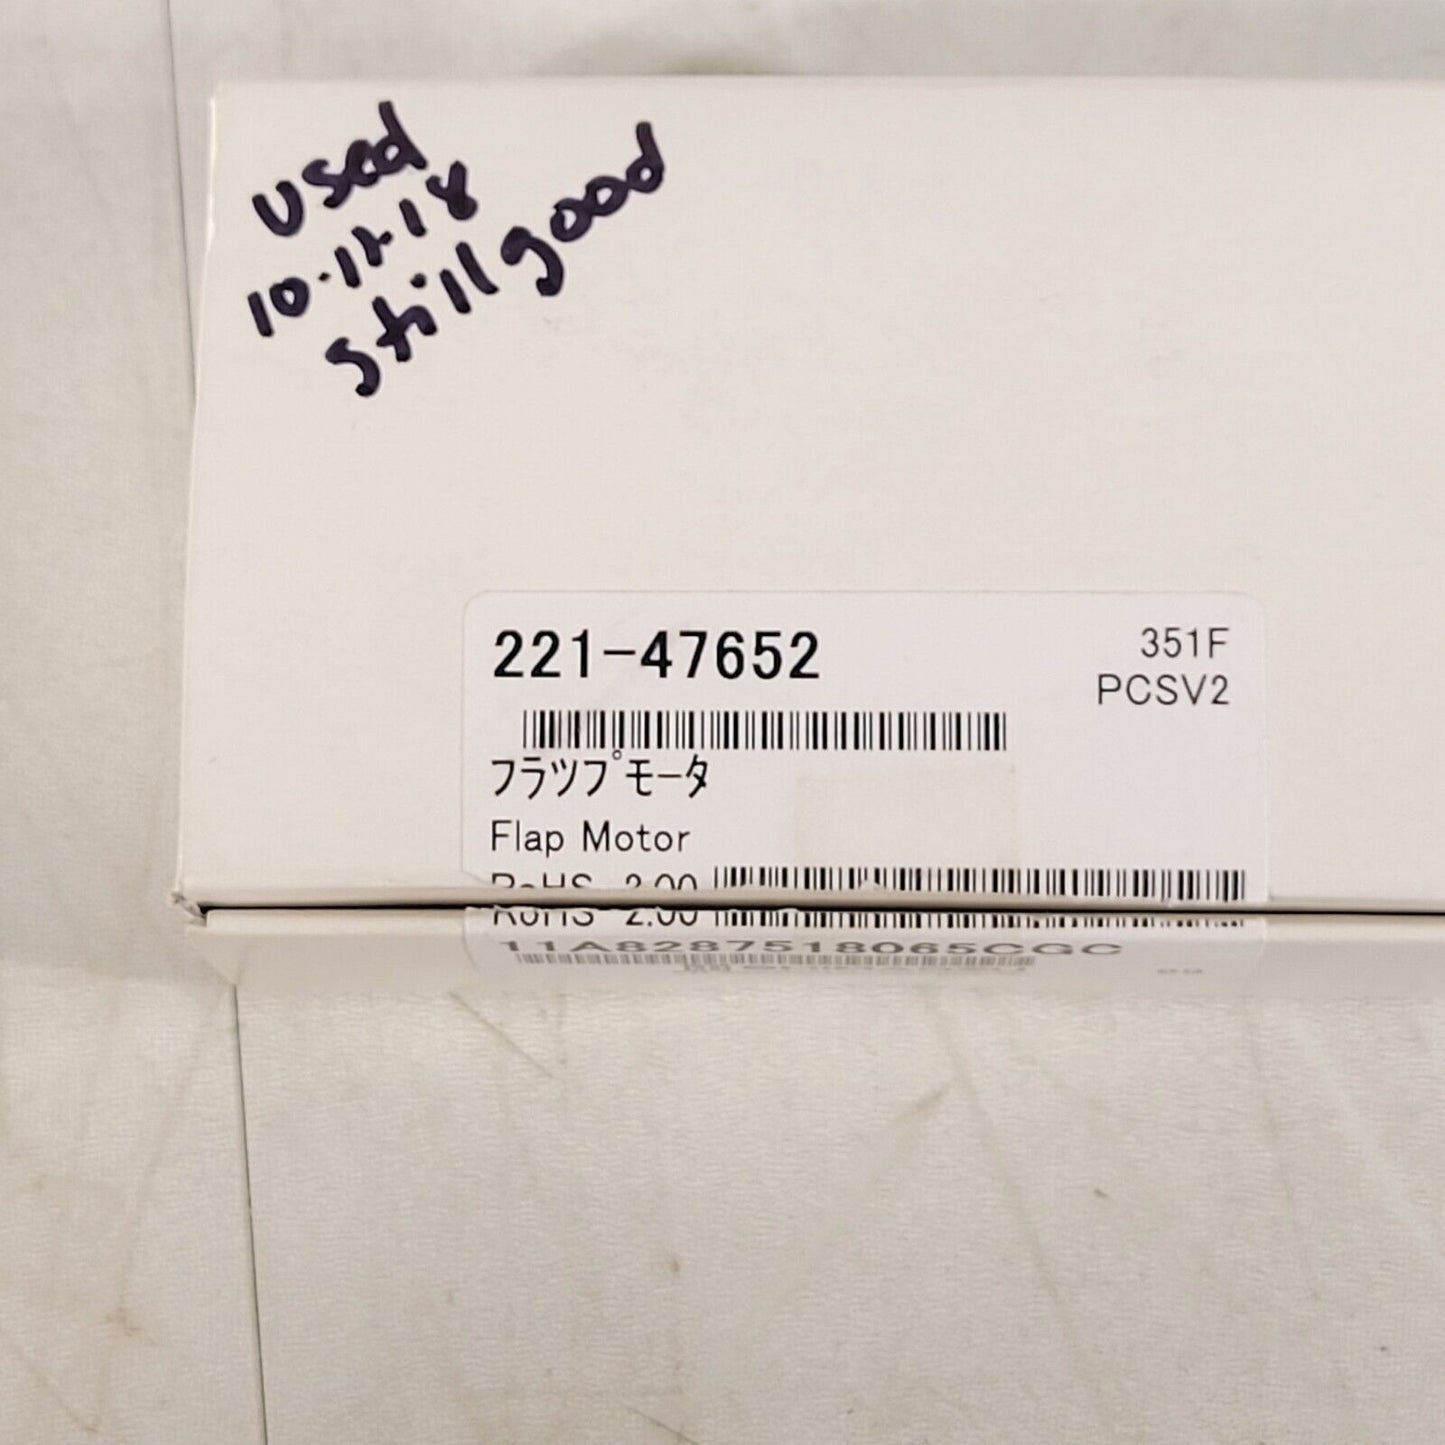 Used
10-12-18
still good
221-47652
351F
PCSV2
フラツプモータ
Flap Motor
RoHS 2.00
11A8287518065CGC